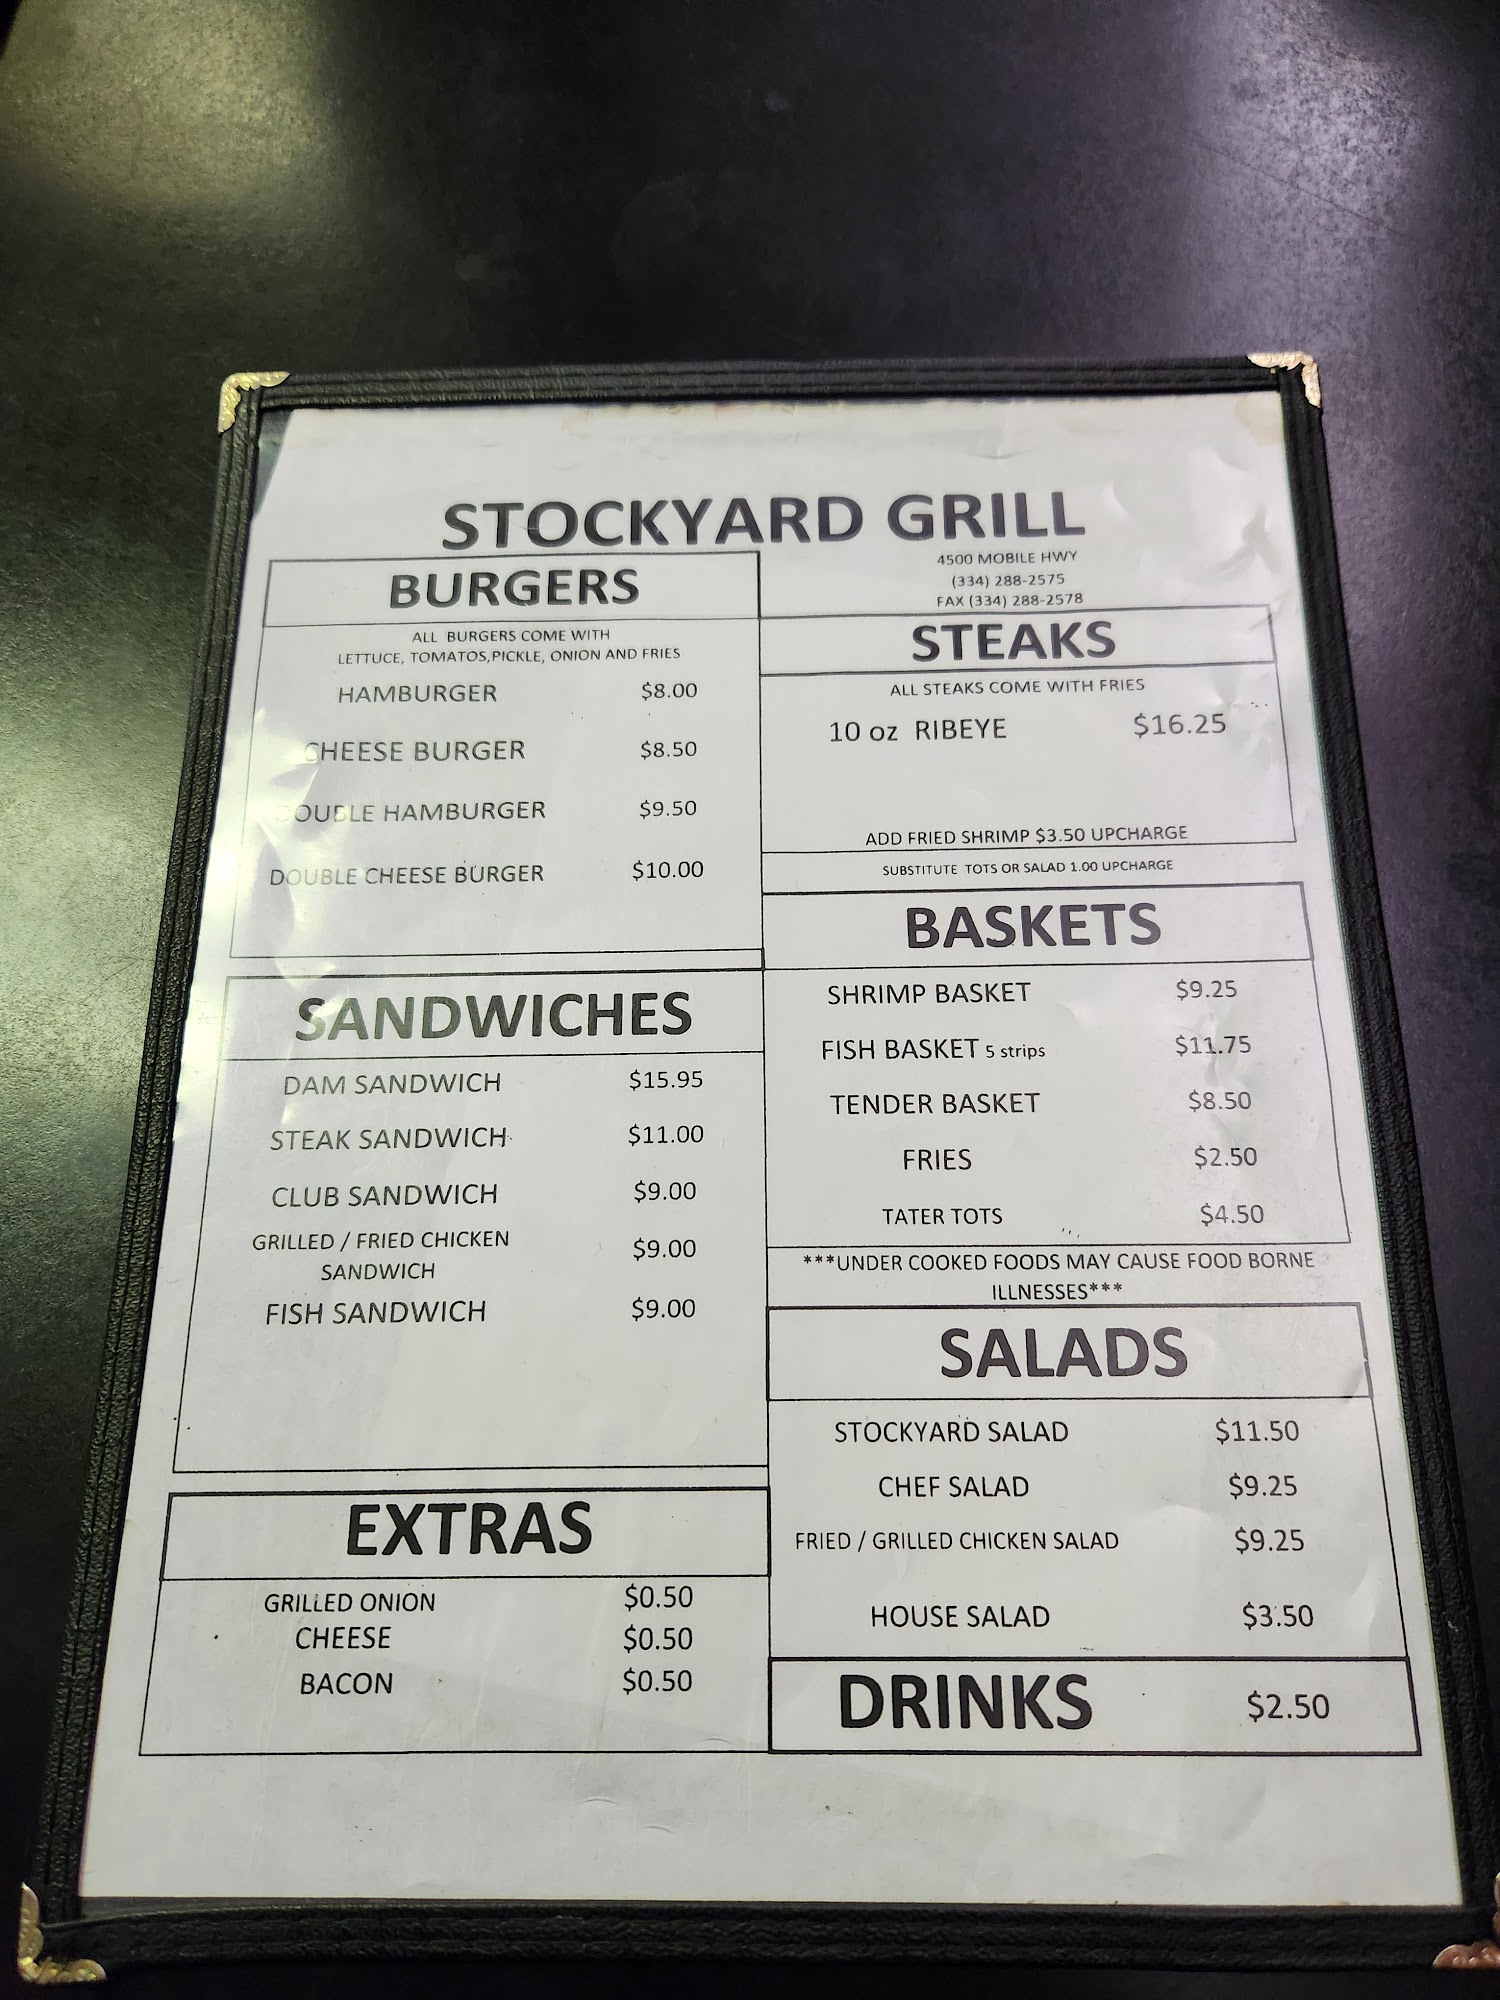 STOCKYARD GRILL
4500 MOBILE HWY
(334) 288-2575
FAX (334) 288-2578
BURGERS
ALL BURGERS COME WITH
LETTUCE, TOMATOS,PICKLE, ONION AND FRIES
HAMBURGER $8.00
CHEESE BURGER $8.50
DOUBLE HAMBURGER $9.50
DOUBLE CHEESE BURGER $10.00
SANDWICHES
DAM SANDWICH $15.95
STEAK SANDWICH $11.00
CLUB SANDWICH $9.00
GRILLED / FRIED CHICKEN $9.00
SANDWICH
FISH SANDWICH $9.00
EXTRAS
GRILLED ONION $0.50
CHEESE $0.50
BACON $0.50
STEAKS
ALL STEAKS COME WITH FRIES
10 oz RIBEYE $16.25
ADD FRIED SHRIMP $3.50 UPCHARGE
SUBSTITUTE TOTS OR SALAD 1.00 UPCHARGE
BASKETS
SHRIMP BASKET $9.25
FISH BASKET 5 strips $11.75
TENDER BASKET $8.50
FRIES $2.50
TATER TOTS $4.50
***UNDER COOKED FOODS MAY CAUSE FOOD BORNE
ILLNESSES***
SALADS
STOCKYARD SALAD $11.50
CHEF SALAD $9.25
FRIED / GRILLED CHICKEN SALAD $9.25
HOUSE SALAD $3.50
DRINKS $2.50